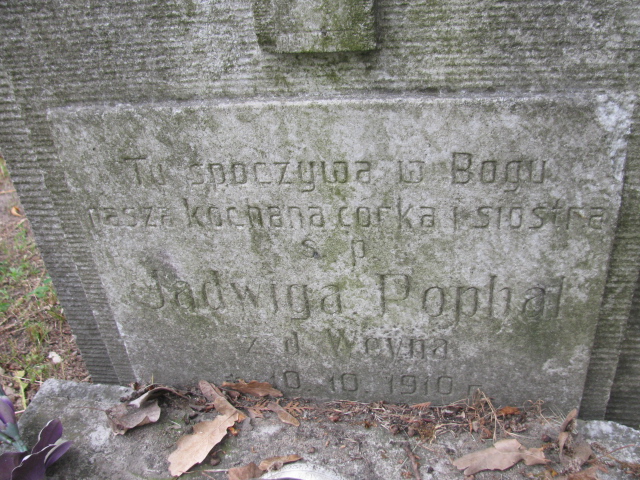 Tu spoczywa w Bogu
nasza kochana córka i siostra
ś. p.
Jadwiga Pophal
z d. Weyna
10. 10. 1910